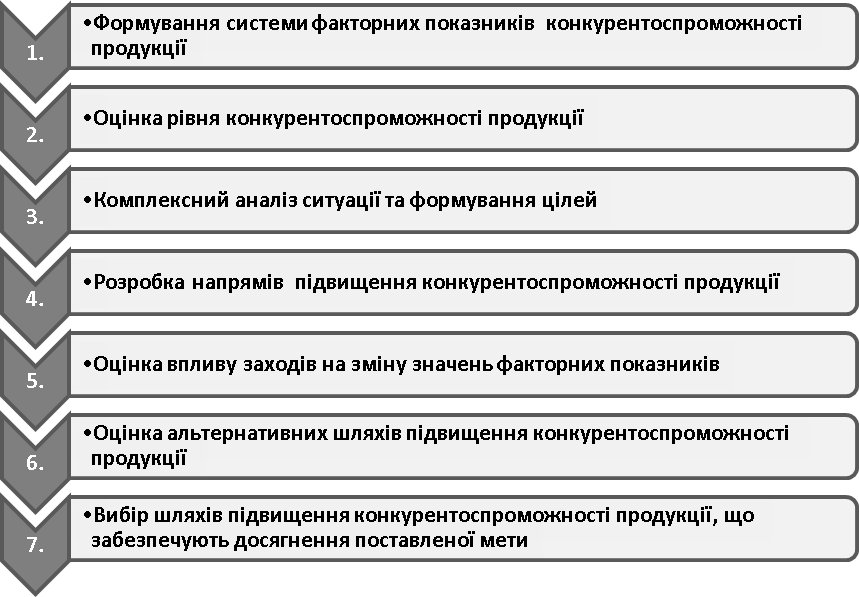 1.
•Формування системи факторних показників конкурентоспроможності
продукції
2.
•Оцінка рівня конкурентоспроможності продукції
3.
•Комплексний аналіз ситуації та формування цілей
4.
•Розробка напрямів підвищення конкурентоспроможності продукції
5.
•Оцінка впливу заходів на зміну значень факторних показників
6.
•Оцінка альтернативних шляхів підвищення конкурентоспроможності
продукції
7.
•Вибір шляхів підвищення конкурентоспроможності продукції, що
забезпечують досягнення поставленої мети